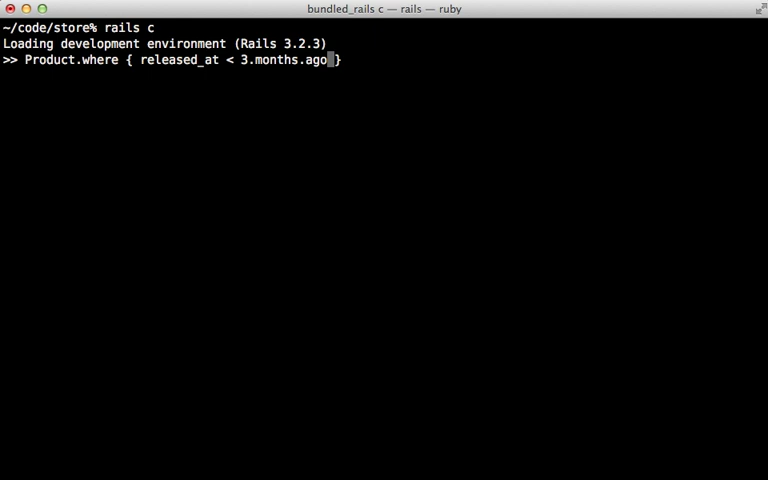 bundled_rails c — rails — ruby
~/code/store% rails c
Loading development environment (Rails 3.2.3)
>> Product.where { released_at < 3.months.ago }